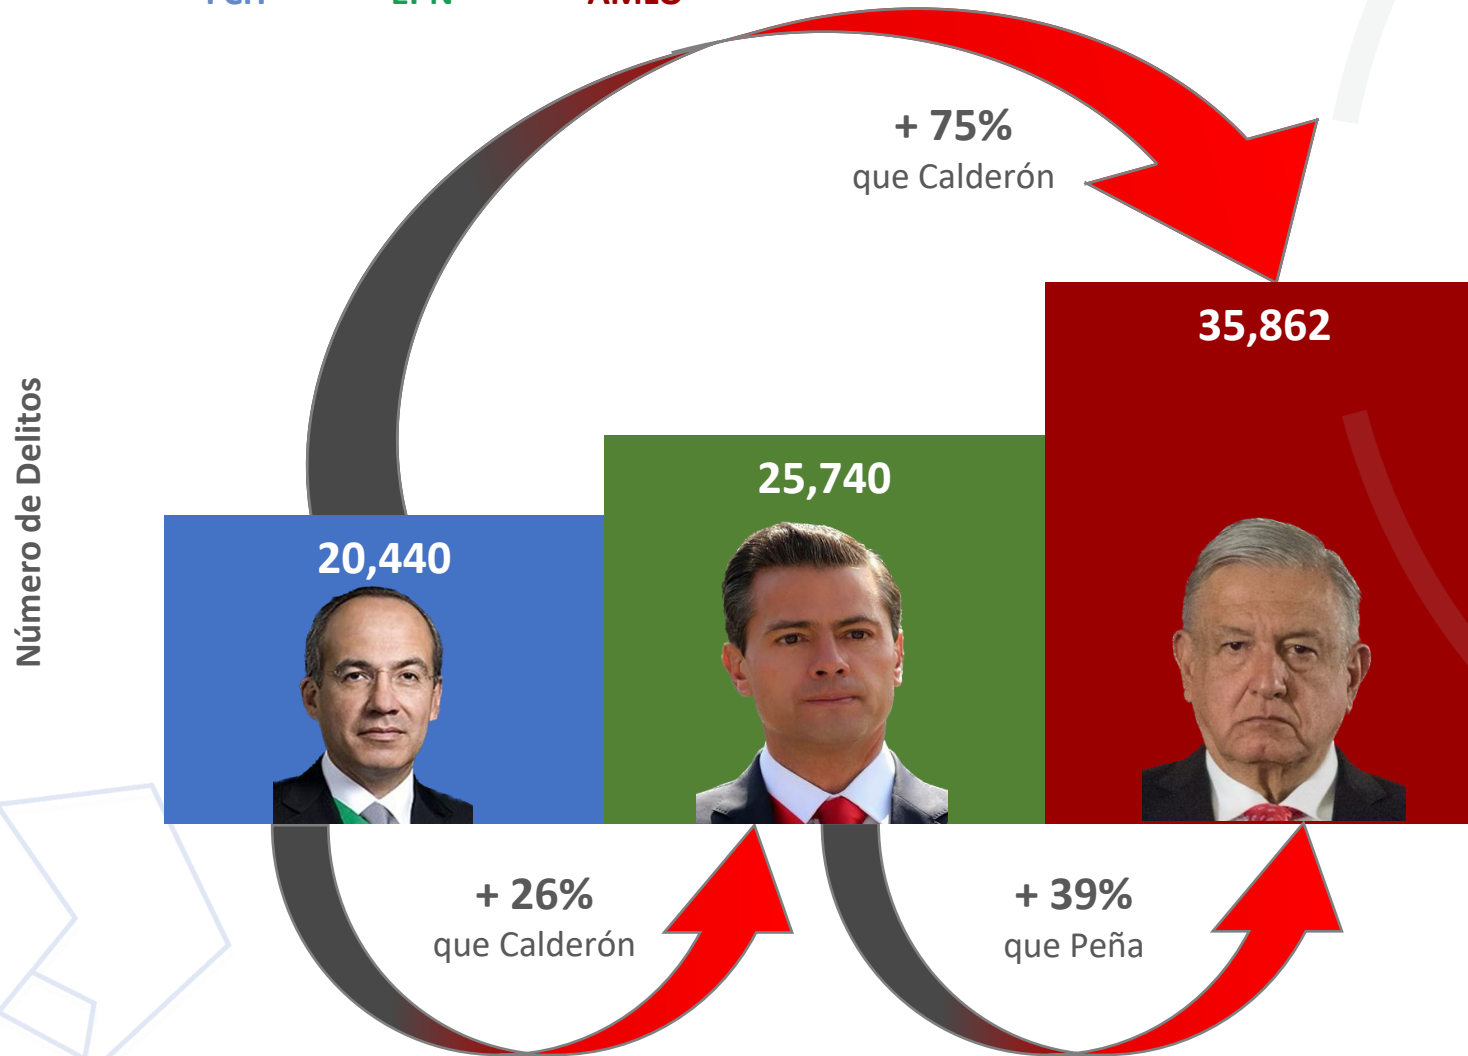 + 75%
que Calderón
35,862
25,740
20,440
Número de Delitos
+ 26%
que Calderón
+ 39%
que Peña